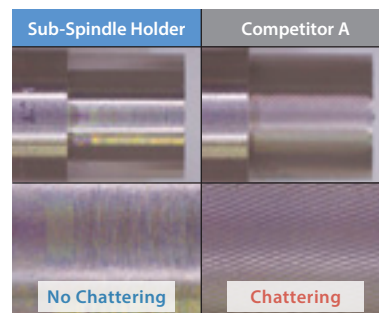 Sub-Spindle Holder
Competitor A
No Chattering
Chattering